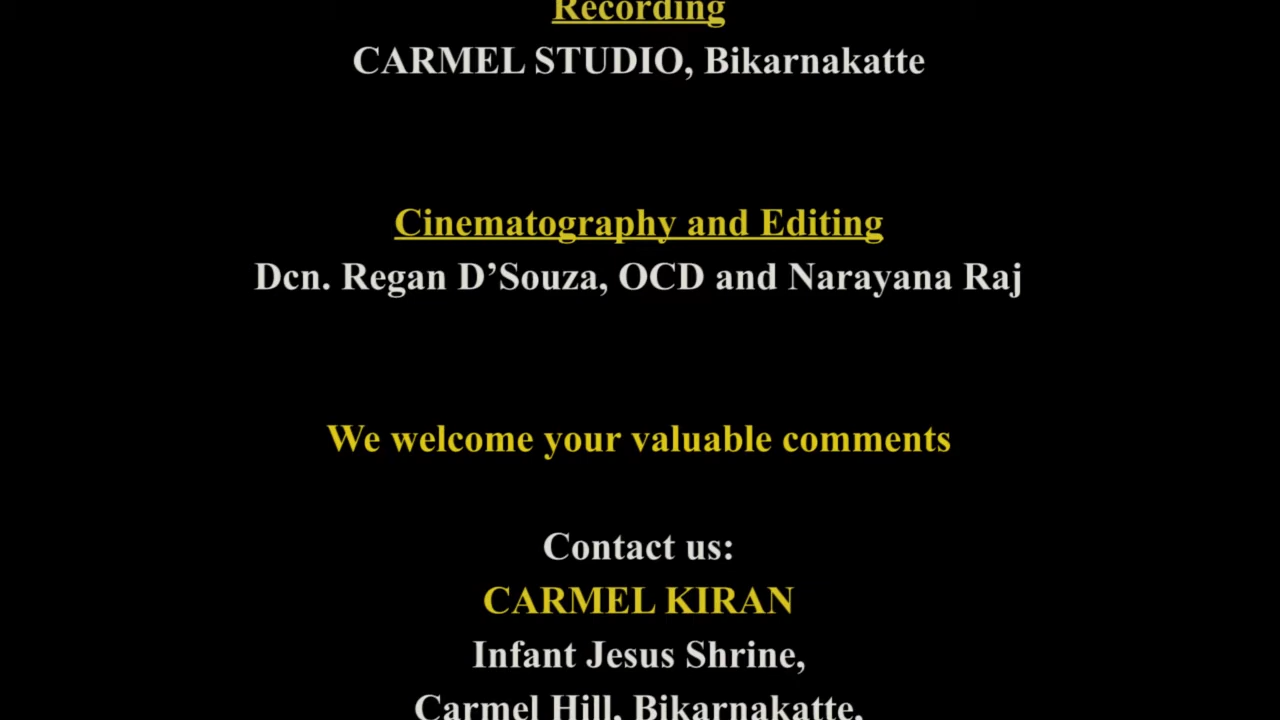 Recording
CARMEL STUDIO, Bikarnakatte
Cinematography and Editing
Dcn. Regan D’Souza, OCD and Narayana Raj
We welcome your valuable comments
Contact us:
CARMEL KIRAN
Infant Jesus Shrine,
Carmel Hill, Bikarnakatte,